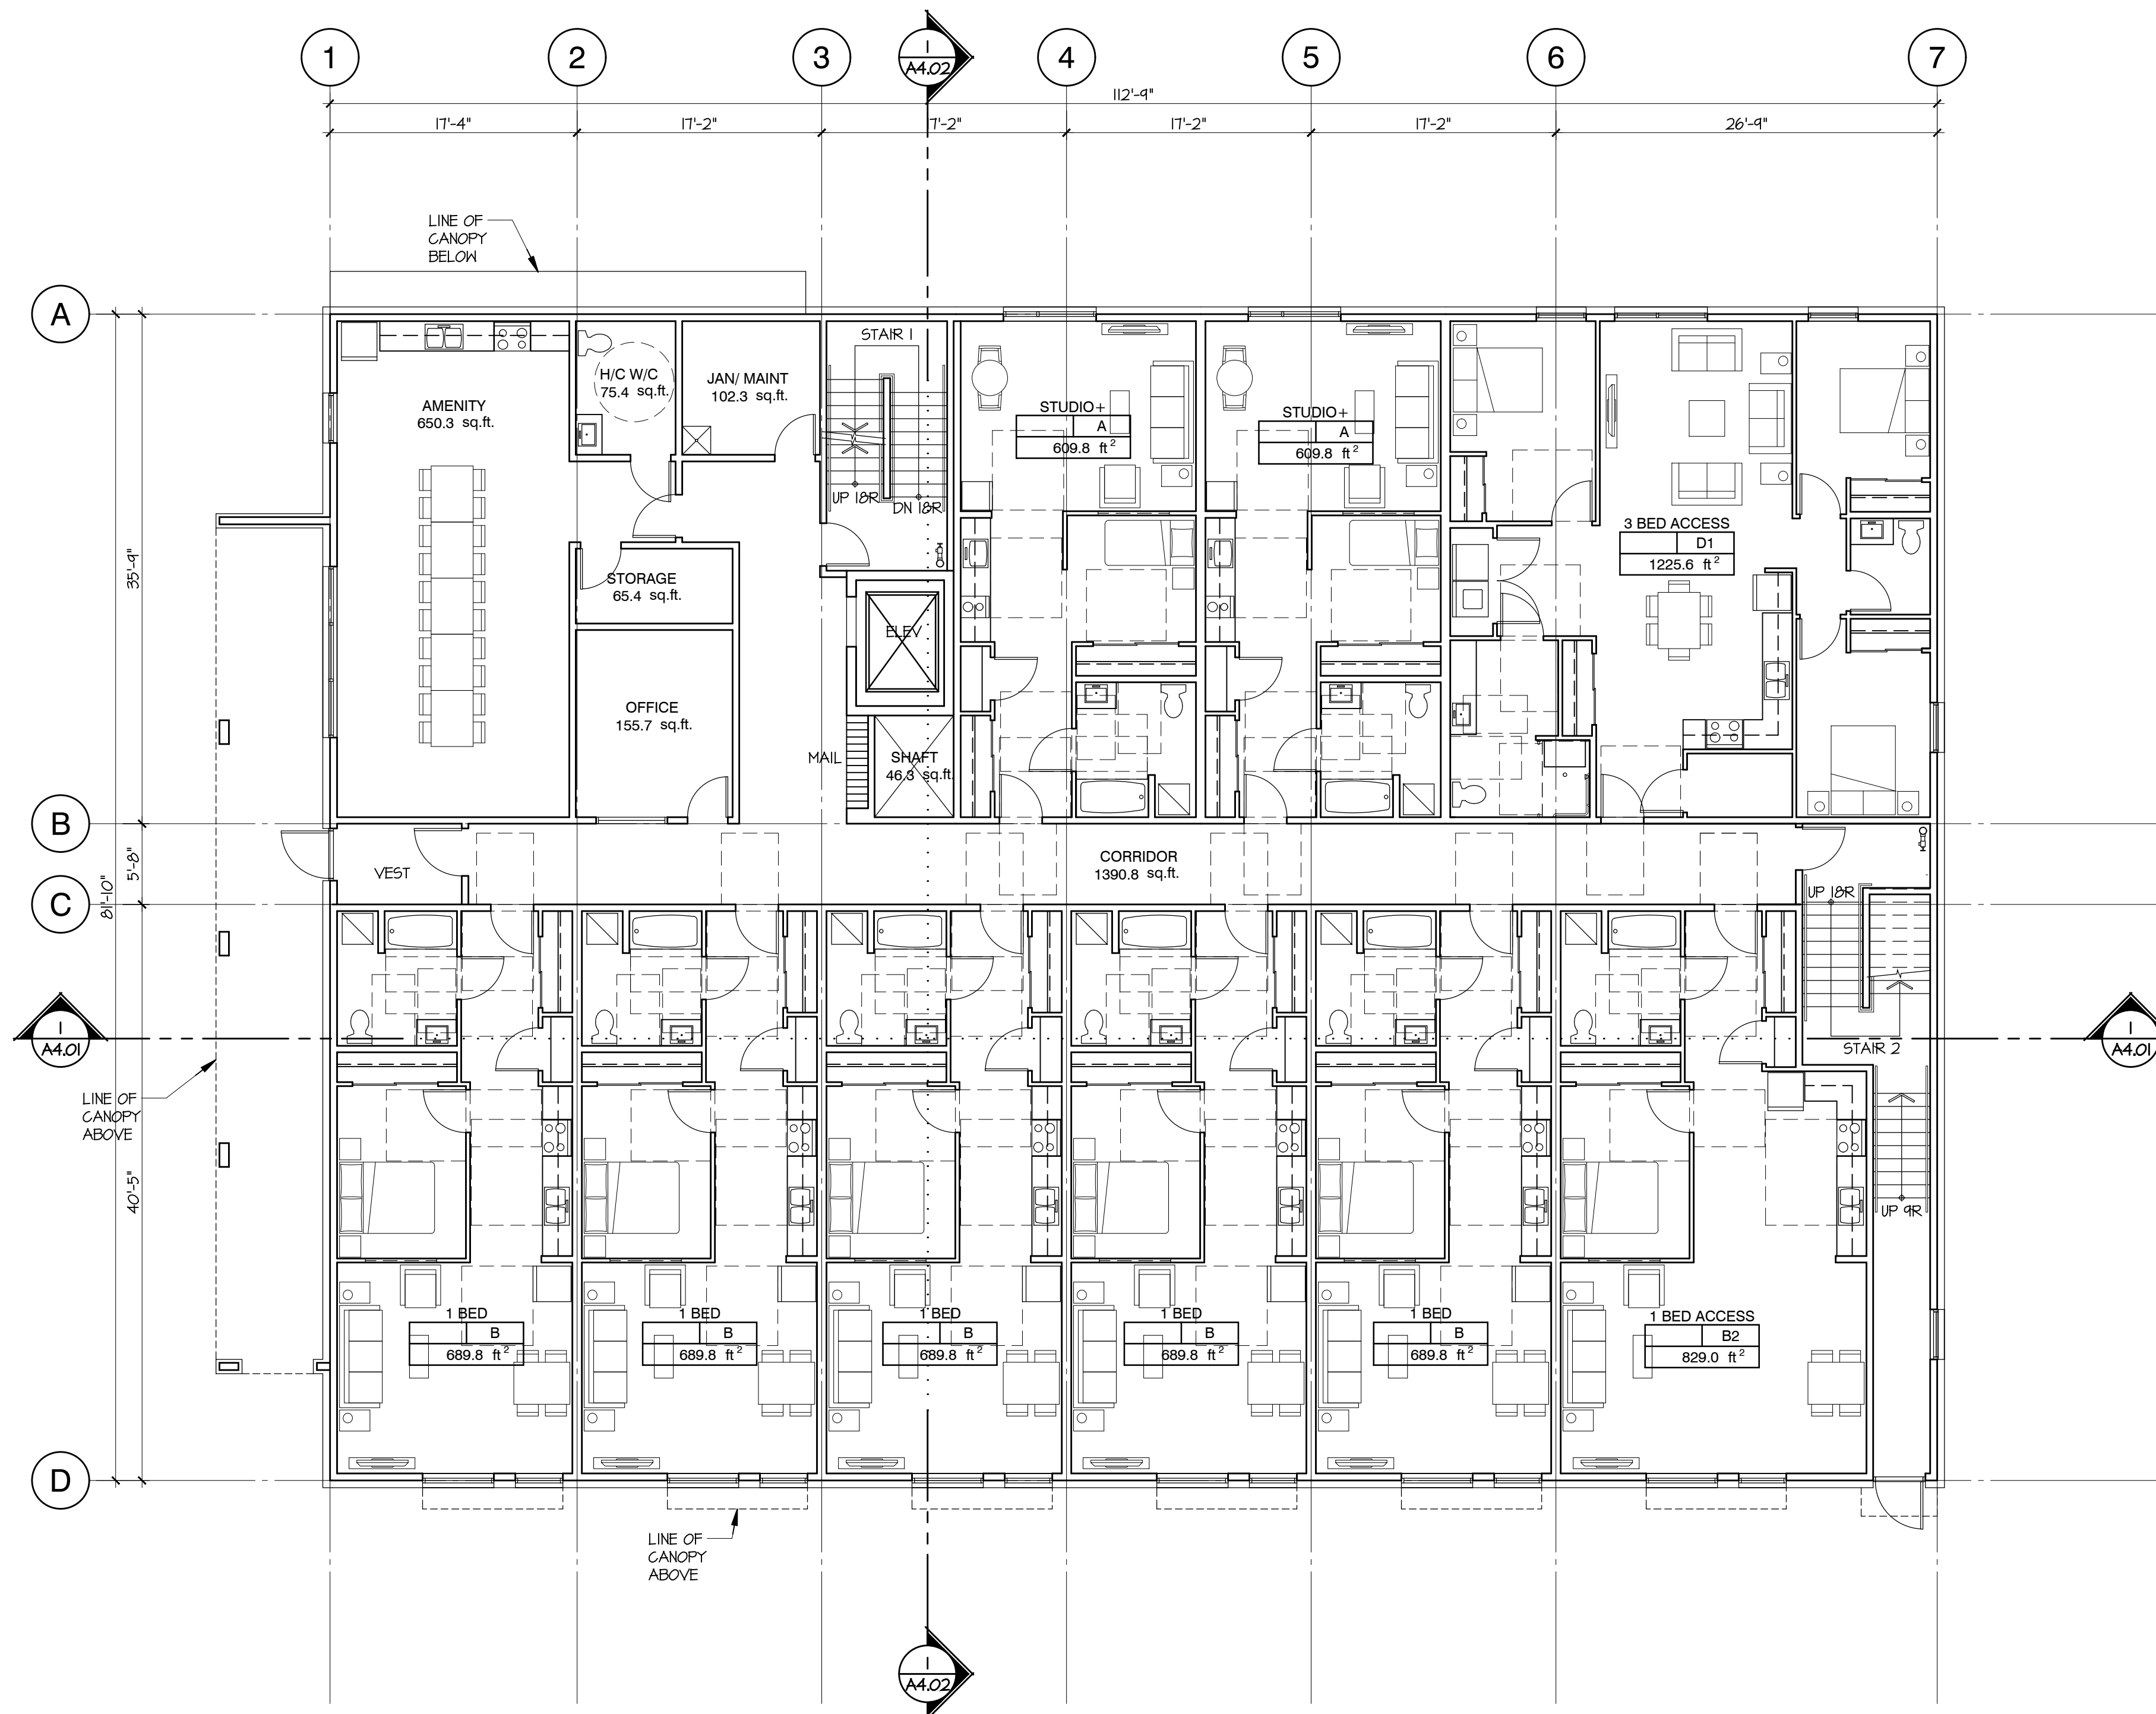 1
2
3
1
A4.02
4
5
6
7
112'-9"
17'-4"
17'-2"
17'-2"
17'-2"
17'-2"
26'-9"
LINE OF
CANOPY
BELOW
A
STAIR 1
H/C W/C
75.4 sq.ft.
JAN/ MAINT
102.3 sq.ft.
AMENITY
650.3 sq.ft.
STUDIO+
A
609.8 ft²
STUDIO+
A
609.8 ft²
UP 18R
DN 18R
3 BED ACCESS
D1
1225.6 ft²
35'-9"
STORAGE
65.4 sq.ft.
ELEV
OFFICE
155.7 sq.ft.
MAIL
SHAFT
46.3 sq.ft.
B
5'-8"
VEST
CORRIDOR
1390.8 sq.ft.
81'-10"
C
UP 18R
1
A4.01
STAIR 2
1
A4.01
LINE OF
CANOPY
ABOVE
40'-5"
UP 9R
1 BED
B
689.8 ft²
1 BED
B
689.8 ft²
1 BED
B
689.8 ft²
1 BED
B
689.8 ft²
1 BED
B
689.8 ft²
1 BED ACCESS
B2
829.0 ft²
D
LINE OF
CANOPY
ABOVE
1
A4.02